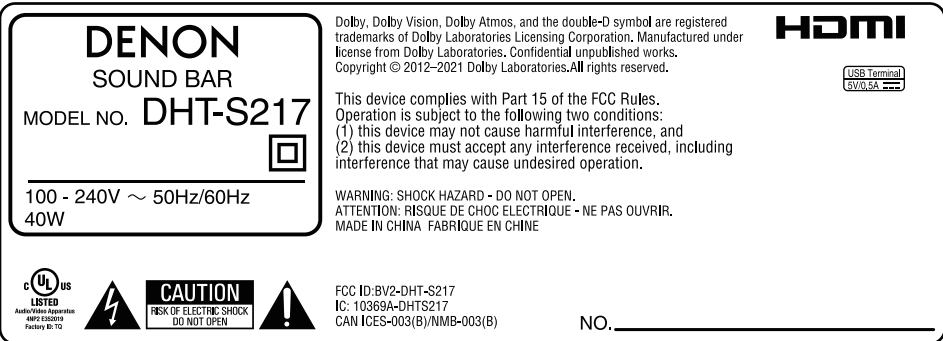 DENON
SOUND BAR
MODEL NO. DHT-S217
100 - 240V ～ 50Hz/60Hz
40W
Dolby, Dolby Vision, Dolby Atmos, and the double-D symbol are registered
trademarks of Dolby Laboratories Licensing Corporation. Manufactured under
license from Dolby Laboratories. Confidential unpublished works.
Copyright © 2012–2021 Dolby Laboratories.All rights reserved.
This device complies with Part 15 of the FCC Rules.
Operation is subject to the following two conditions:
(1) this device may not cause harmful interference, and
(2) this device must accept any interference received, including
interference that may cause undesired operation.
WARNING: SHOCK HAZARD - DO NOT OPEN.
ATTENTION: RISQUE DE CHOC ELECTRIQUE - NE PAS OUVRIR.
MADE IN CHINA FABRIQUE EN CHINE
HDMI
USB Terminal
5V/0,5A
C UL US
LISTED
Audio/Video Apparatus
4NP2 E352019
Factory ID: TQ
CAUTION
RISK OF ELECTRIC SHOCK
DO NOT OPEN
FCC ID:BV2-DHT-S217
IC: 10369A-DHTS217
CAN ICES-003(B)/NMB-003(B)
NO.